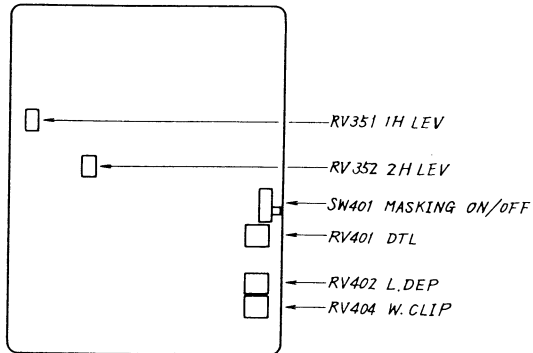 RV351 1H LEV
RV352 2H LEV
SW401 MASKING ON/OFF
RV401 DTL
RV402 L.DEP
RV404 W.CLIP